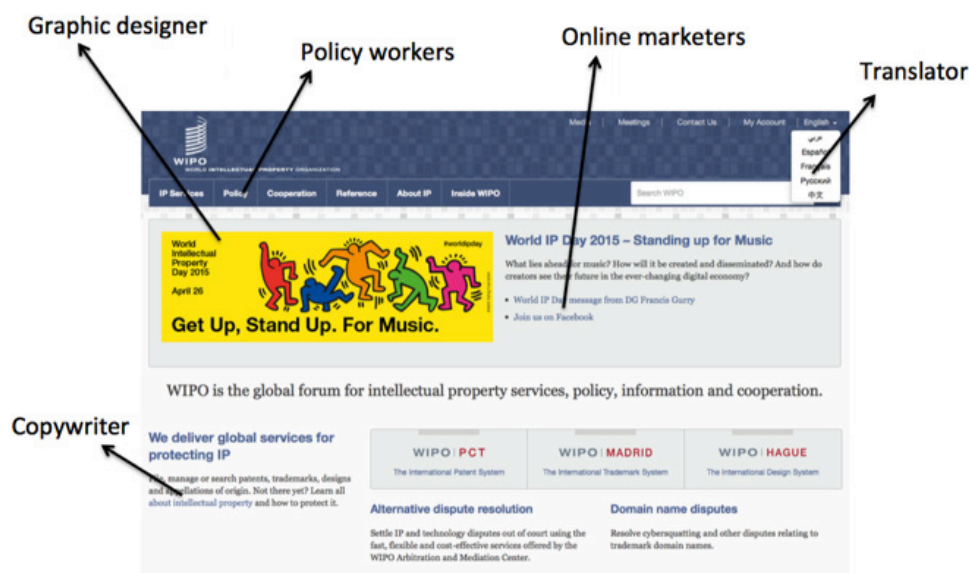 Graphic designer
Policy workers
Online marketers
Translator
Media | Meetings | Contact Us | My Account | English
عربي
Español
Français
Русский
中文
WIPO
WORLD INTELLECTUAL PROPERTY ORGANIZATION
IP Services Policy Cooperation Reference About IP Inside WIPO
Search WIPO
World
Intellectual
Property
Day 2015
April 26
#worldipday
Get Up, Stand Up. For Music.
World IP Day 2015 – Standing up for Music
What lies ahead for music? How will it be created and disseminated? And how do
creators see their future in the ever-changing digital economy?
World IP Day message from DG Francis Gurry
Join us on Facebook
WIPO is the global forum for intellectual property services, policy, information and cooperation.
Copywriter
We deliver global services for
protecting IP
File, manage or search patents, trademarks, designs
and appellations of origin. Not there yet? Learn all
about intellectual property and how to protect it.
WIPO | PCT
The International Patent System
WIPO | MADRID
The International Trademark System
WIPO | HAGUE
The International Design System
Alternative dispute resolution
Settle IP and technology disputes out of court using the
fast, flexible and cost-effective services offered by the
WIPO Arbitration and Mediation Center.
Domain name disputes
Resolve cybersquatting and other disputes relating to
trademark domain names.